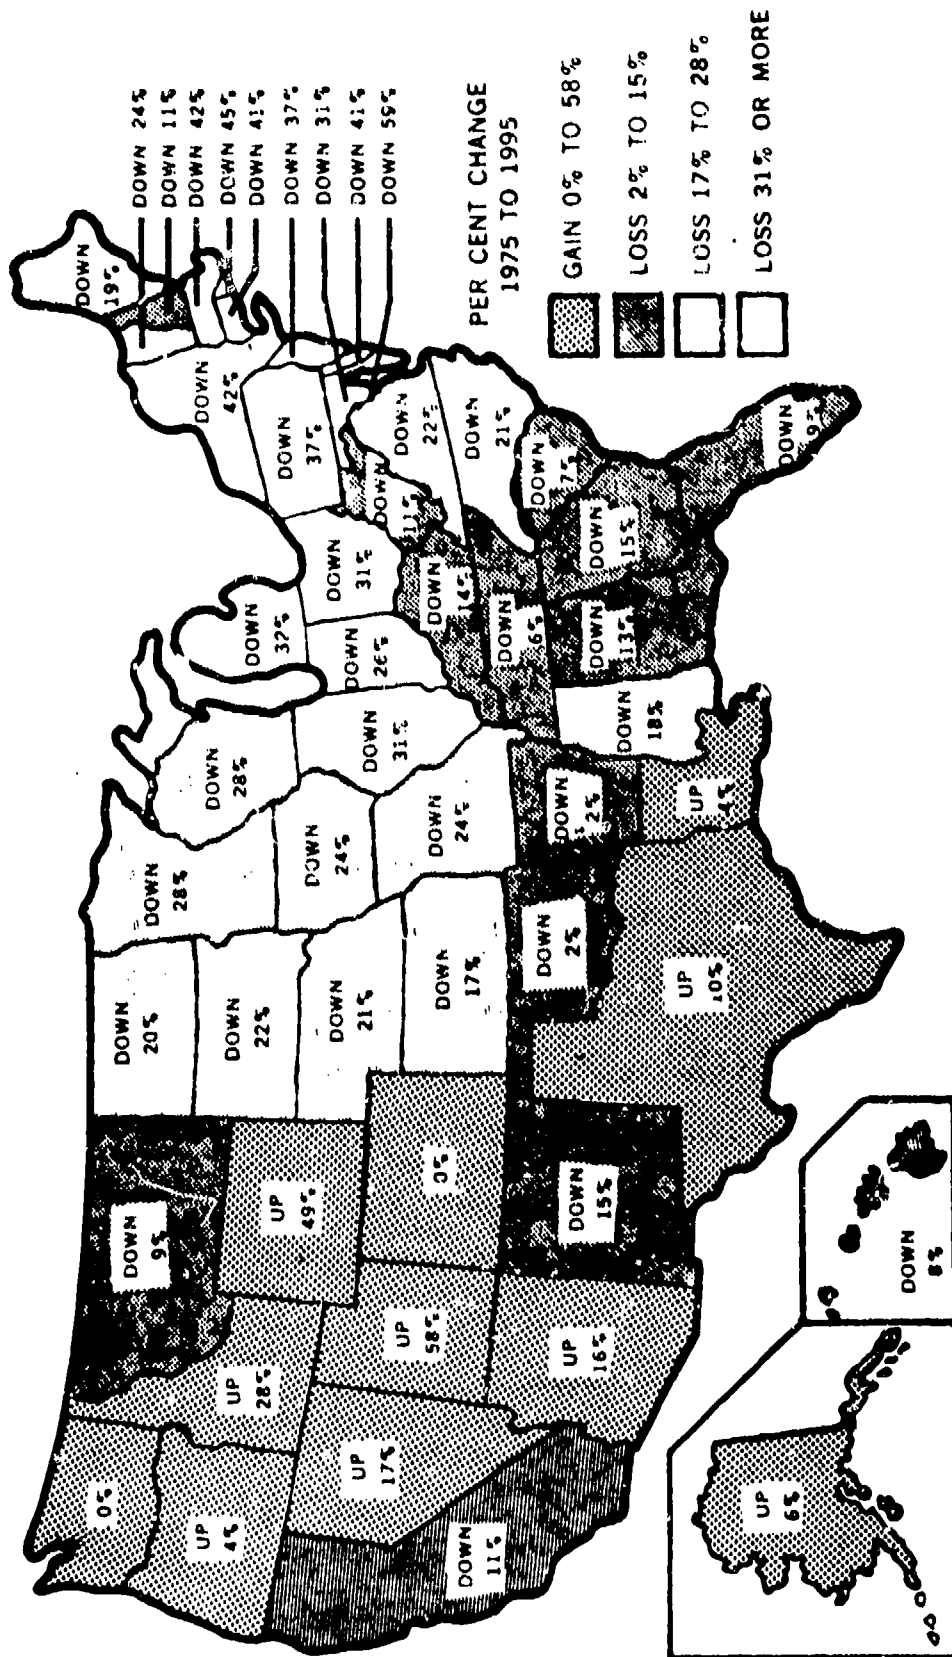 DOWN 24%
DOWN 11%
DOWN 42%
DOWN 45%
DOWN 41%
DOWN 37%
DOWN 31%
DOWN 41%
DOWN 59%
PER CENT CHANGE
1975 TO 1995
GAIN 0% TO 58%
LOSS 2% TO 15%
LOSS 17% TO 28%
LOSS 31% OR MORE
0%
UP
4%
DOWN
11%
UP
17%
UP
28%
DOWN
9%
UP
49%
UP
58%
0%
UP
16%
DOWN
15%
DOWN
20%
DOWN
22%
DOWN
21%
DOWN
17%
DOWN
2%
UP
10%
DOWN
28%
DOWN
24%
DOWN
24%
DOWN
2%
UP
4%
DOWN
28%
DOWN
31%
DOWN
18%
DOWN
DOWN
26%
DOWN
31%
DOWN
14%
DOWN
6%
DOWN
13%
DOWN
15%
DOWN
9%
DOWN
7%
DOWN
21%
DOWN
22%
DOWN
11%
DOWN
37%
DOWN
42%
DOWN
19%
UP
6%
DOWN
8%